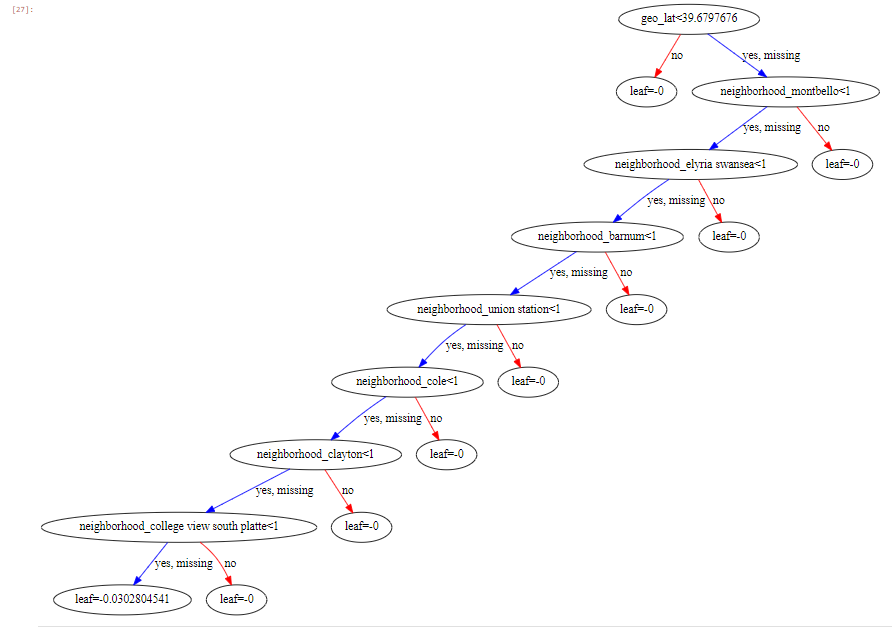 [27]:
geo_lat<39.6797676
no
yes, missing
leaf=-0
neighborhood_montbello<1
yes, missing
no
neighborhood_elyria swansea<1
leaf=-0
yes, missing
no
neighborhood_barnum<1
leaf=-0
yes, missing
no
neighborhood_union station<1
leaf=-0
yes, missing
no
neighborhood_cole<1
leaf=-0
yes, missing
no
neighborhood_clayton<1
leaf=-0
yes, missing
no
neighborhood_college view south platte<1
leaf=-0
yes, missing
no
leaf=-0.0302804541
leaf=-0